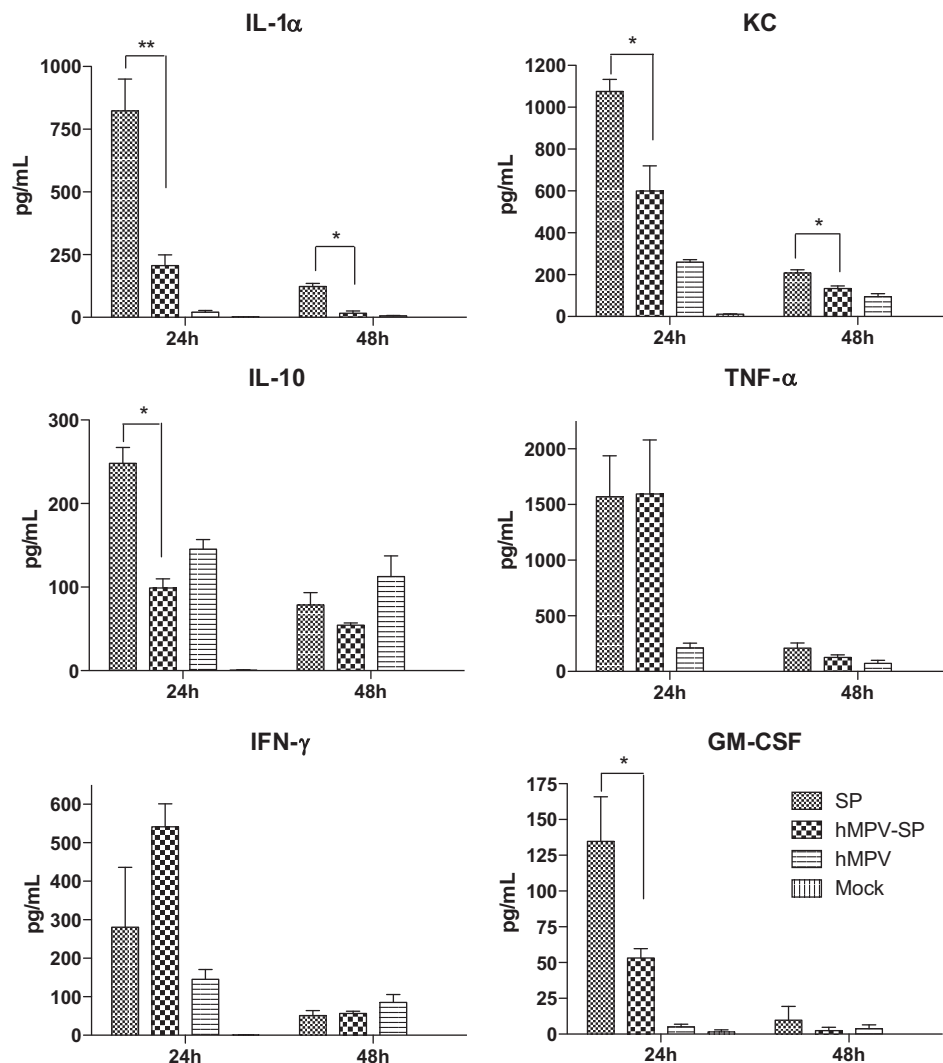 IL-1α
**
1000
750
500
250
0
pg/mL
*
24h
48h
KC
*
1200
1000
800
600
400
200
0
pg/mL
*
24h
48h
IL-10
*
300
200
100
0
pg/mL
24h
48h
TNF-α
2000
1500
1000
500
0
pg/mL
24h
48h
IFN-γ
600
500
400
300
200
100
0
pg/mL
24h
48h
GM-CSF
*
175
150
125
100
75
50
25
0
pg/mL
24h
48h
SP
hMPV-SP
hMPV
Mock